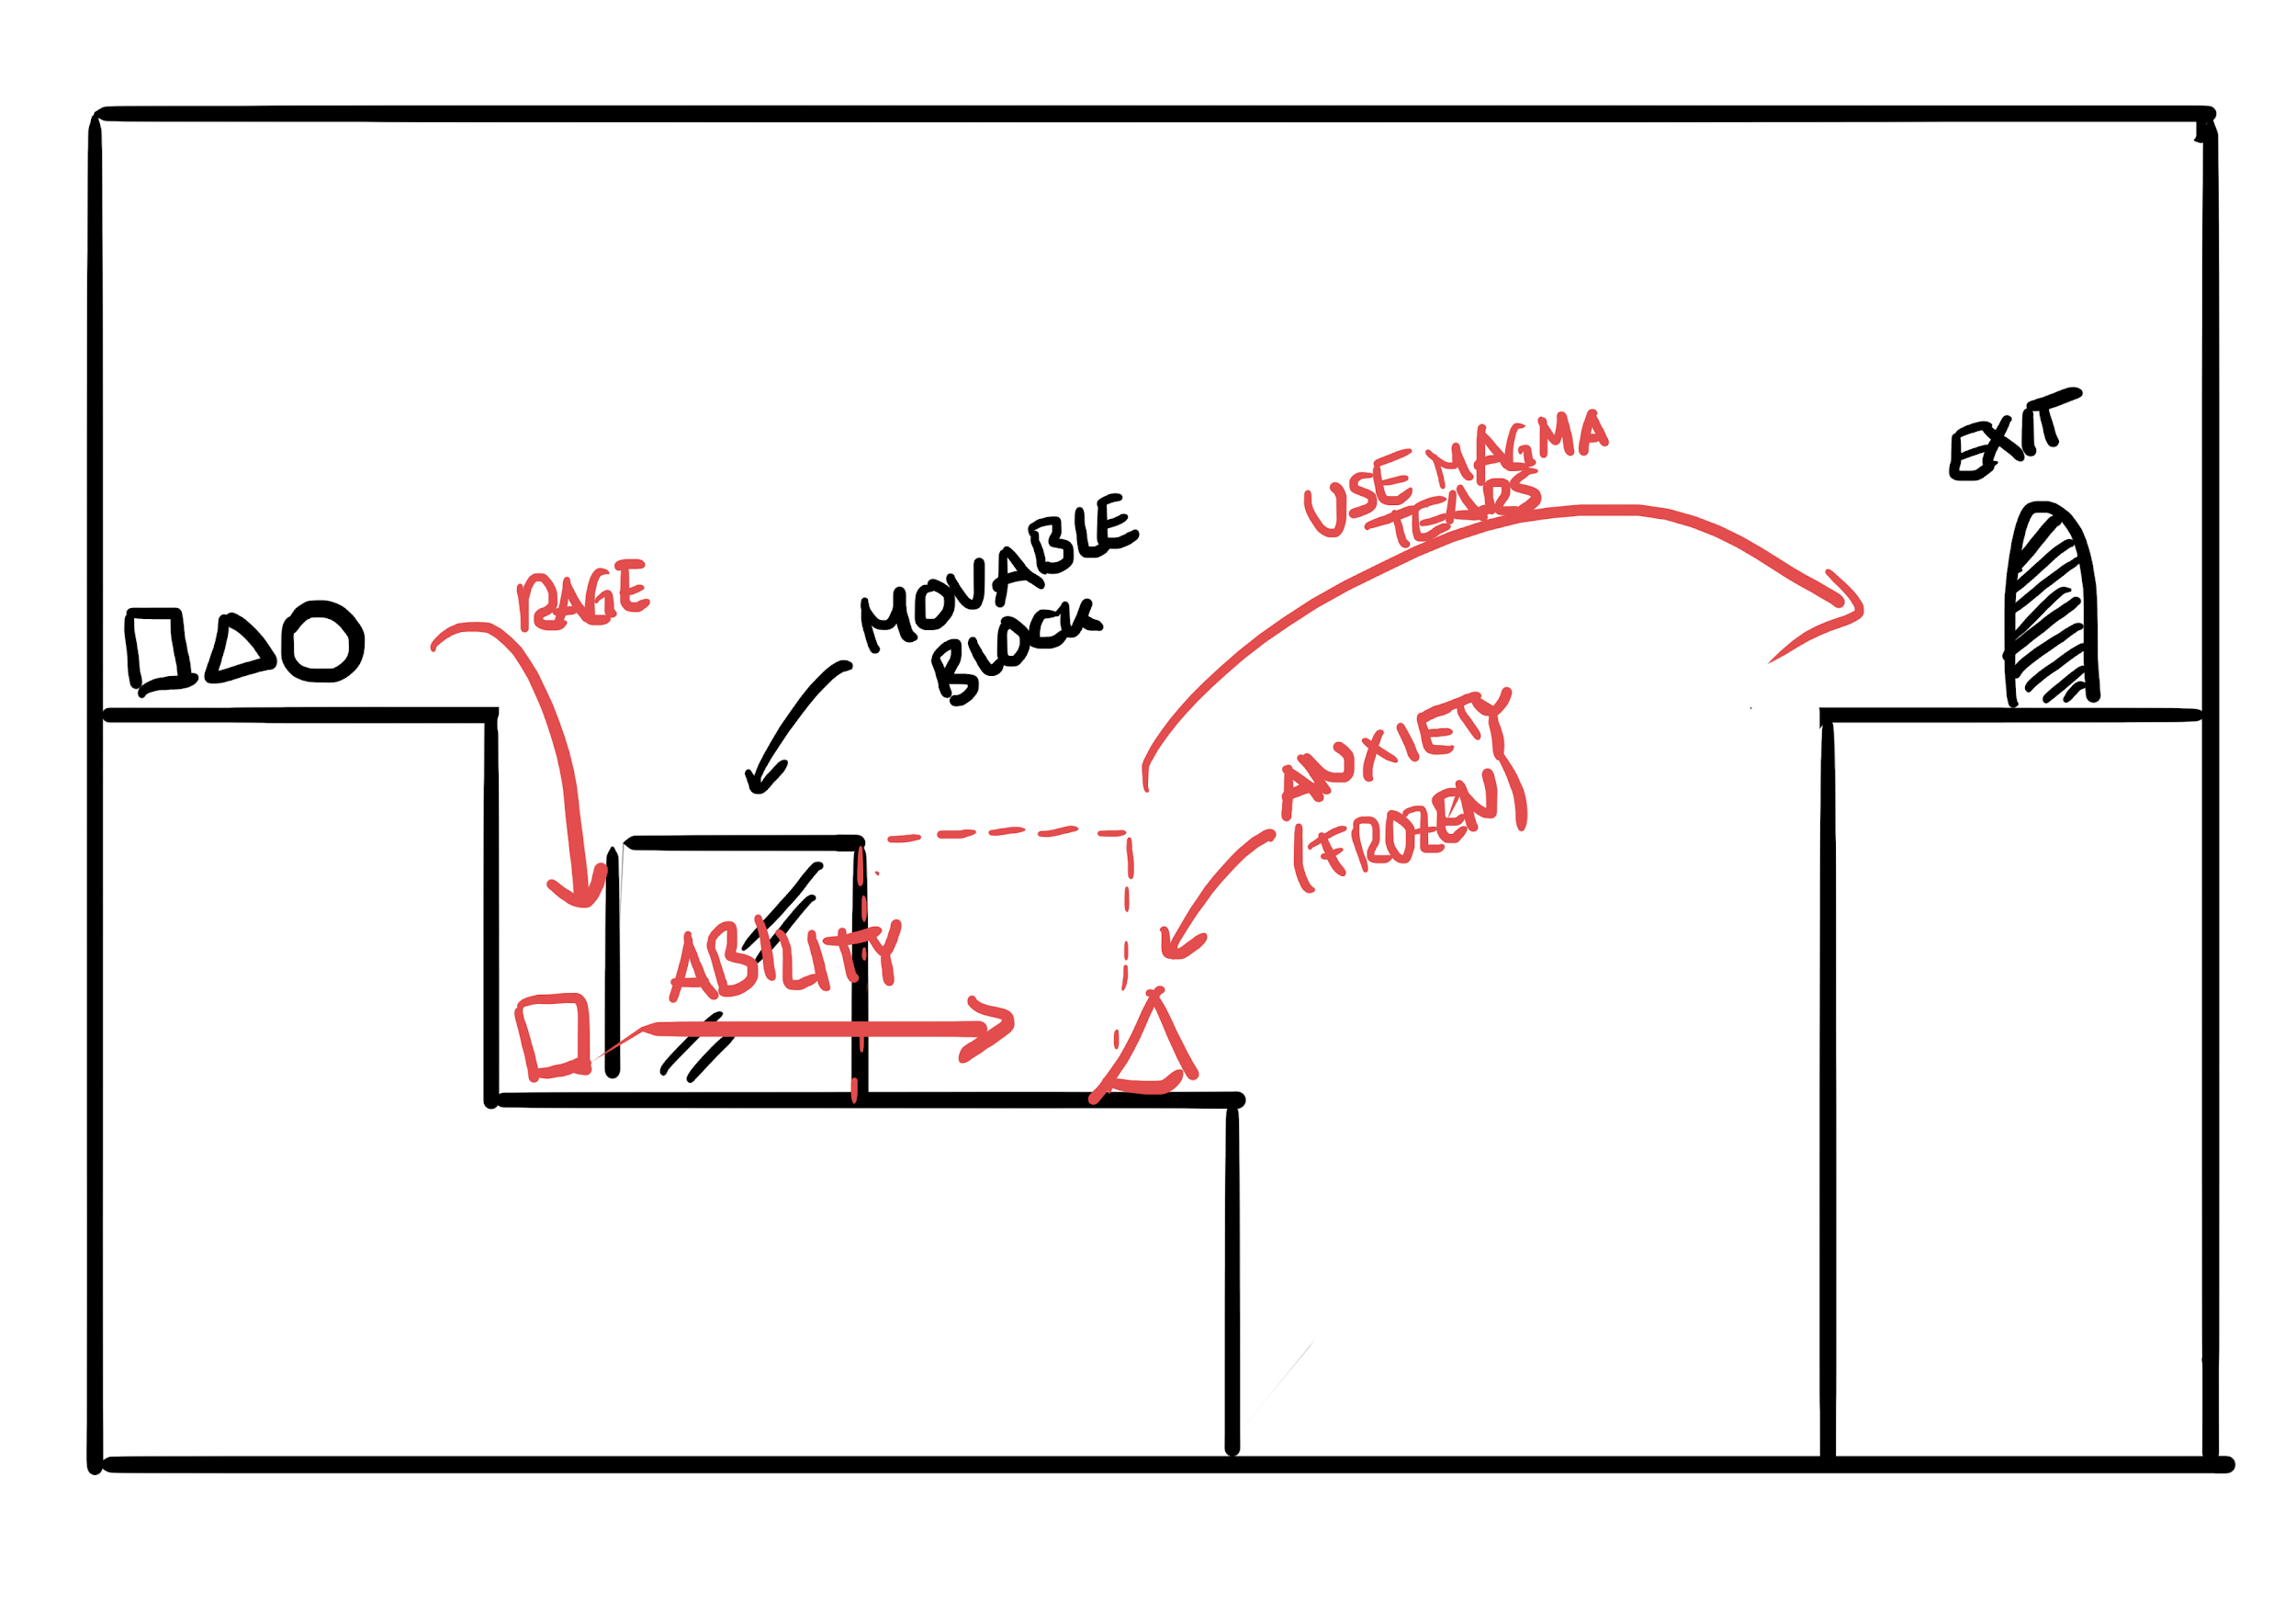 RAGE
MOVABLE
BLOCK
USE MAGMA
TEARS
EXIT
ANXIETY
(FROZEN)
ABILITY